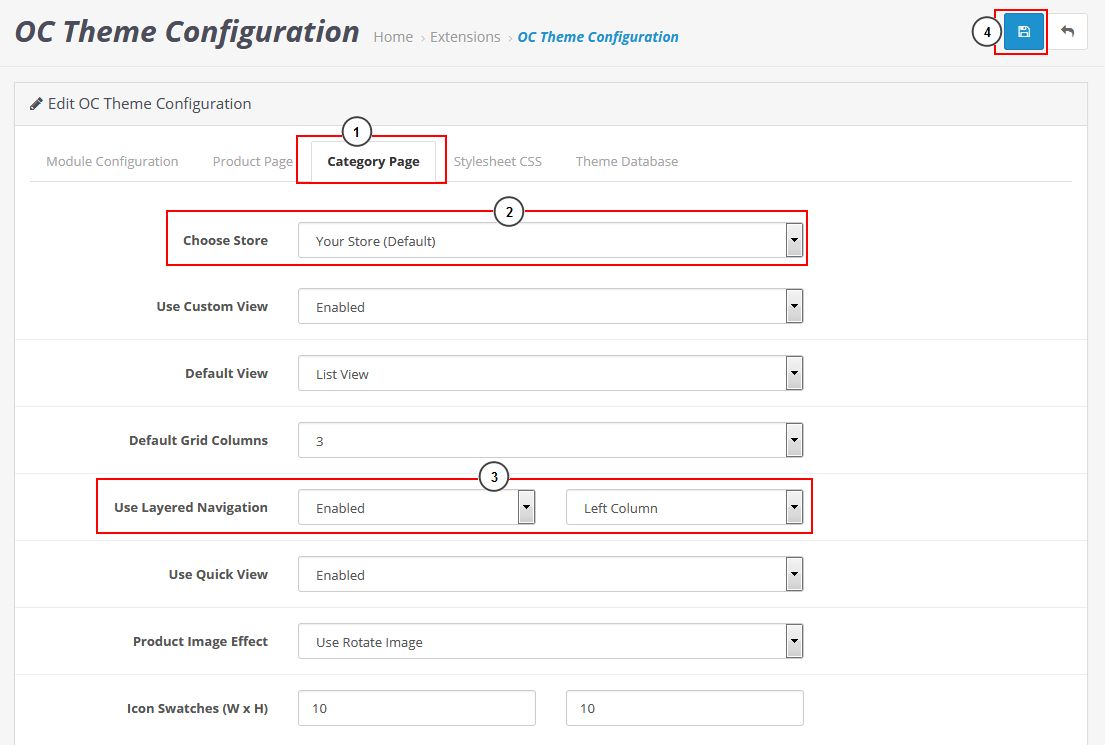 OC Theme Configuration Home › Extensions › OC Theme Configuration 4
Edit OC Theme Configuration
1
Module Configuration Product Page Category Page Stylesheet CSS Theme Database
2
Choose Store Your Store (Default)
Use Custom View Enabled
Default View List View
Default Grid Columns 3
3
Use Layered Navigation Enabled Left Column
Use Quick View Enabled
Product Image Effect Use Rotate Image
Icon Swatches (W x H) 10 10